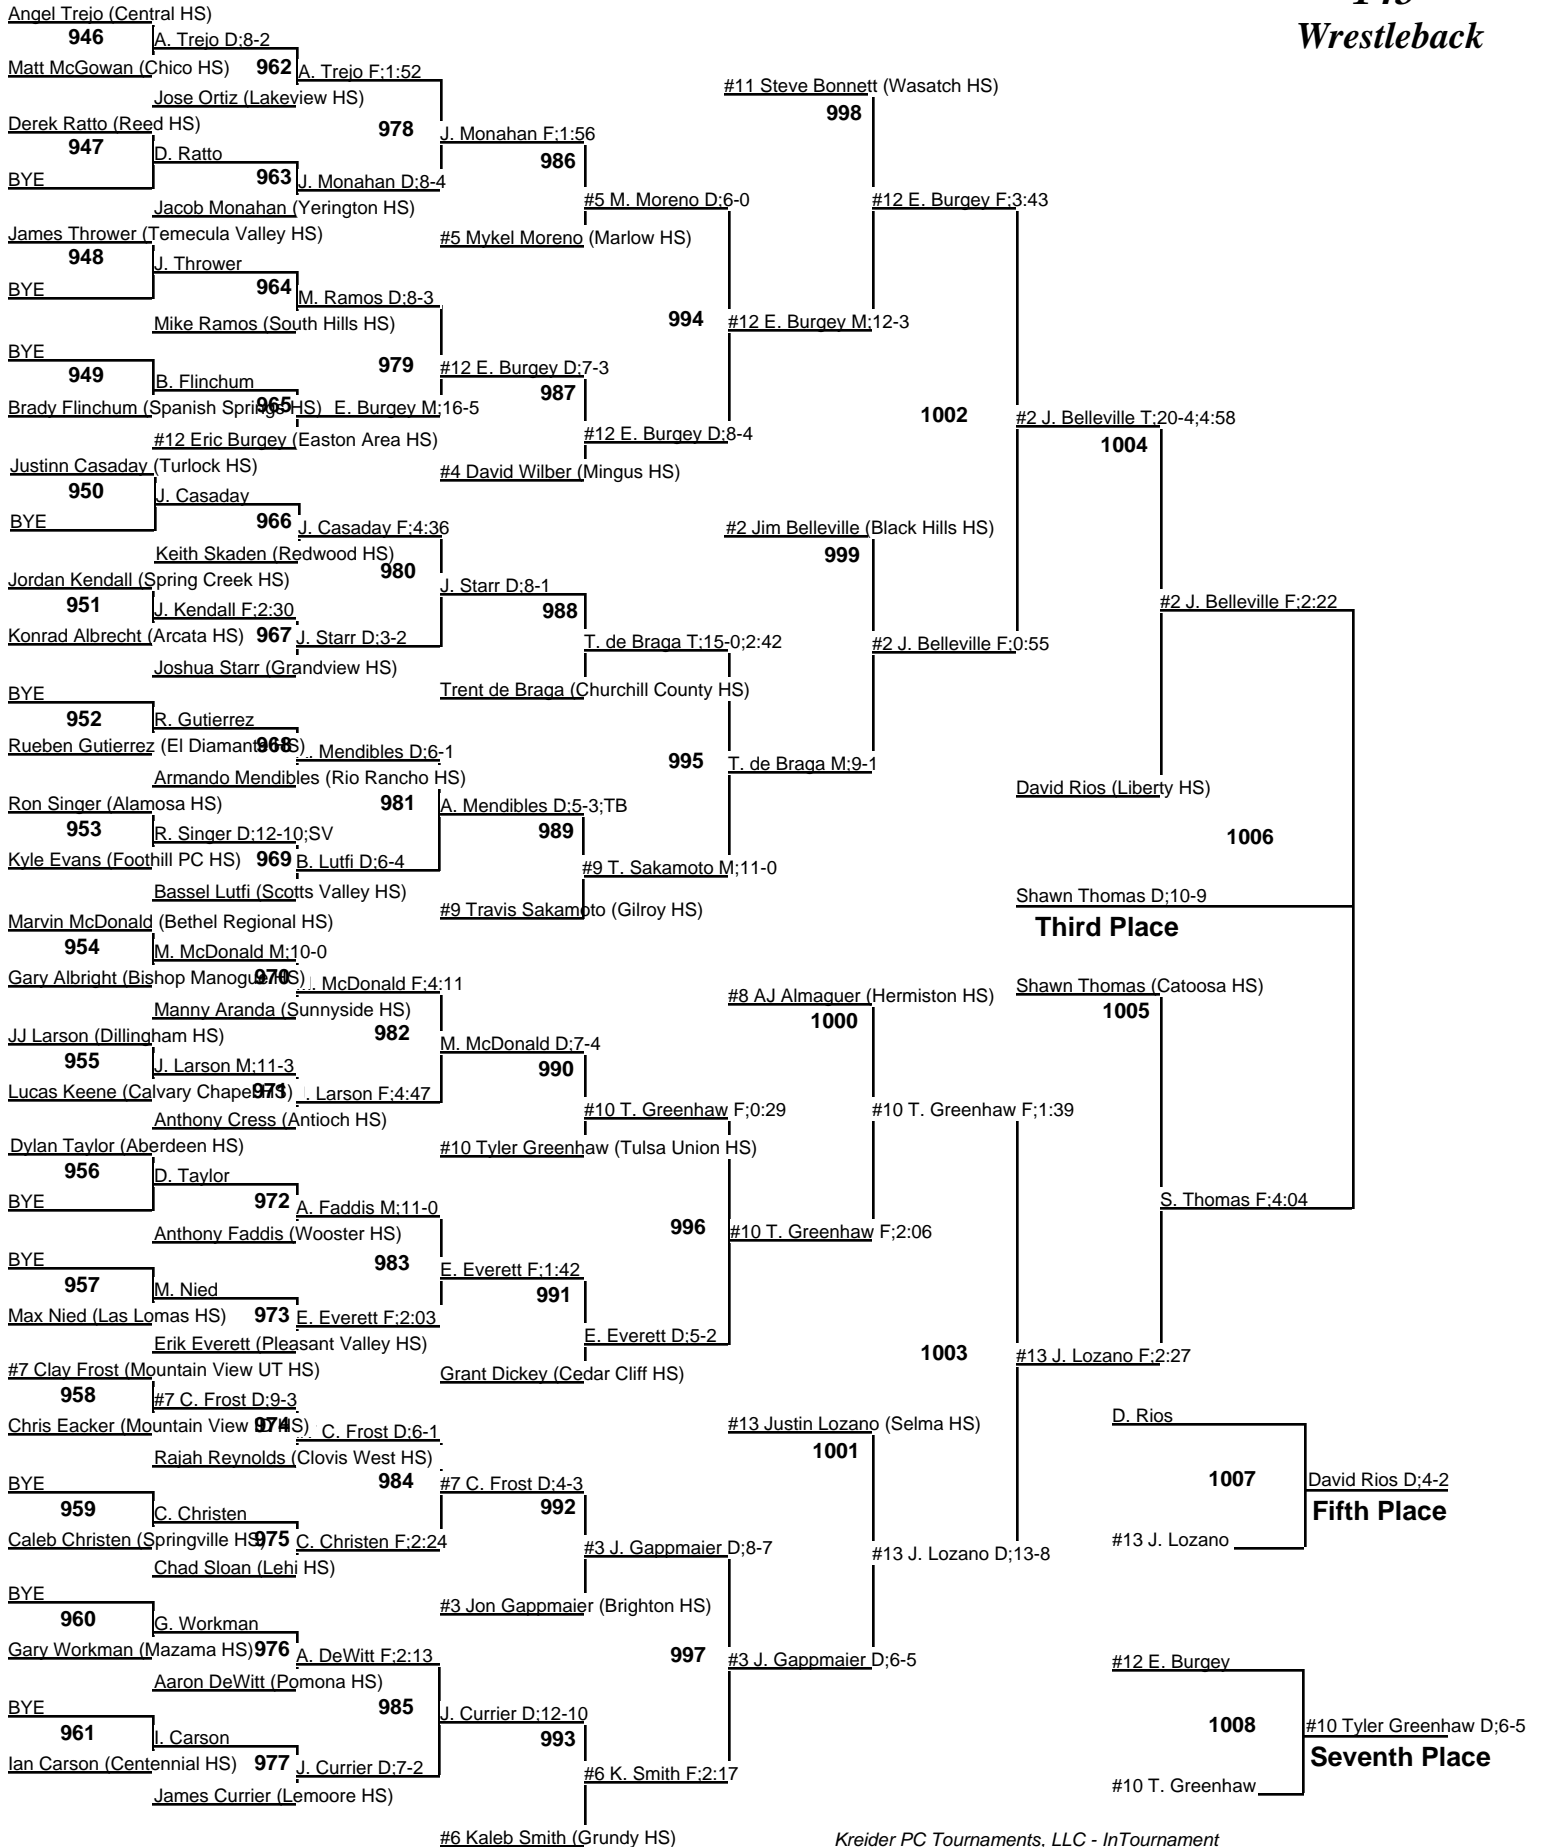 Wrestleback
Angel Trejo (Central HS)
946
A. Trejo D;8-2
Matt McGowan (Chico HS)
962
A. Trejo F;1:52
Jose Ortiz (Lakeview HS)
Derek Ratto (Reed HS)
978
947
J. Monahan F;1:56
D. Ratto
986
BYE
963
J. Monahan D;8-4
Jacob Monahan (Yerington HS)
#5 M. Moreno D;6-0
James Thrower (Temecula Valley HS)
#5 Mykel Moreno (Marlow HS)
948
J. Thrower
BYE
964
M. Ramos D;8-3
Mike Ramos (South Hills HS)
994
#12 E. Burgey M;12-3
BYE
979
#12 E. Burgey D;7-3
949
B. Flinchum
987
Brady Flinchum (Spanish Springs HS)
965
E. Burgey M;16-5
#12 Eric Burgey (Easton Area HS)
#12 E. Burgey D;8-4
Justinn Casaday (Turlock HS)
#4 David Wilber (Mingus HS)
950
J. Casaday
BYE
966
J. Casaday F;4:36
Keith Skaden (Redwood HS)
980
Jordan Kendall (Spring Creek HS)
J. Starr D;8-1
951
J. Kendall F;2:30
988
Konrad Albrecht (Arcata HS)
967
J. Starr D;3-2
T. de Braga T;15-0;2:42
Joshua Starr (Grandview HS)
Trent de Braga (Churchill County HS)
BYE
952
R. Gutierrez
Rueben Gutierrez (El Diamante HS)
968
. Mendibles D;6-1
995
T. de Braga M;9-1
Armando Mendibles (Rio Rancho HS)
Ron Singer (Alamosa HS)
981
A. Mendibles D;5-3;TB
953
R. Singer D;12-10;SV
989
Kyle Evans (Foothill PC HS)
969
B. Lutfi D;6-4
#9 T. Sakamoto M;11-0
Bassel Lutfi (Scotts Valley HS)
#9 Travis Sakamoto (Gilroy HS)
Marvin McDonald (Bethel Regional HS)
954
M. McDonald M;10-0
Gary Albright (Bishop Manogue HS)
970
. McDonald F;4:11
Manny Aranda (Sunnyside HS)
982
JJ Larson (Dillingham HS)
M. McDonald D;7-4
955
J. Larson M;11-3
990
Lucas Keene (Calvary Chapel HS)
971
. Larson F;4:47
#10 T. Greenhaw F;0:29
Anthony Cress (Antioch HS)
Dylan Taylor (Aberdeen HS)
#10 Tyler Greenhaw (Tulsa Union HS)
956
D. Taylor
BYE
972
A. Faddis M;11-0
996
#10 T. Greenhaw F;2:06
Anthony Faddis (Wooster HS)
BYE
983
E. Everett F;1:42
957
M. Nied
991
Max Nied (Las Lomas HS)
973
E. Everett F;2:03
E. Everett D;5-2
Erik Everett (Pleasant Valley HS)
#7 Clay Frost (Mountain View UT HS)
Grant Dickey (Cedar Cliff HS)
958
#7 C. Frost D;9-3
Chris Eacker (Mountain View ID HS)
974
C. Frost D;6-1
Rajah Reynolds (Clovis West HS)
984
BYE
#7 C. Frost D;4-3
959
C. Christen
992
Caleb Christen (Springville HS)
975
C. Christen F;2:24
#3 J. Gappmaier D;8-7
Chad Sloan (Lehi HS)
BYE
#3 Jon Gappmaier (Brighton HS)
960
G. Workman
Gary Workman (Mazama HS)
976
A. DeWitt F;2:13
997
#3 J. Gappmaier D;6-5
Aaron DeWitt (Pomona HS)
BYE
985
J. Currier D;12-10
961
I. Carson
993
Ian Carson (Centennial HS)
977
J. Currier D;7-2
#6 K. Smith F;2:17
James Currier (Lemoore HS)
#6 Kaleb Smith (Grundy HS)
#11 Steve Bonnett (Wasatch HS)
998
#12 E. Burgey F;3:43
1002
#2 J. Belleville T;20-4;4:58
1004
#2 Jim Belleville (Black Hills HS)
999
#2 J. Belleville F;2:22
#2 J. Belleville F;0:55
David Rios (Liberty HS)
1006
Shawn Thomas D;10-9
Third Place
#8 AJ Almaguer (Hermiston HS)
Shawn Thomas (Catoosa HS)
1000
1005
#10 T. Greenhaw F;1:39
S. Thomas F;4:04
1003
#13 J. Lozano F;2:27
#13 Justin Lozano (Selma HS)
1001
#13 J. Lozano D;13-8
D. Rios
1007
David Rios D;4-2
Fifth Place
#13 J. Lozano
#12 E. Burgey
1008
#10 Tyler Greenhaw D;6-5
Seventh Place
#10 T. Greenhaw
Kreider PC Tournaments, LLC - InTournament